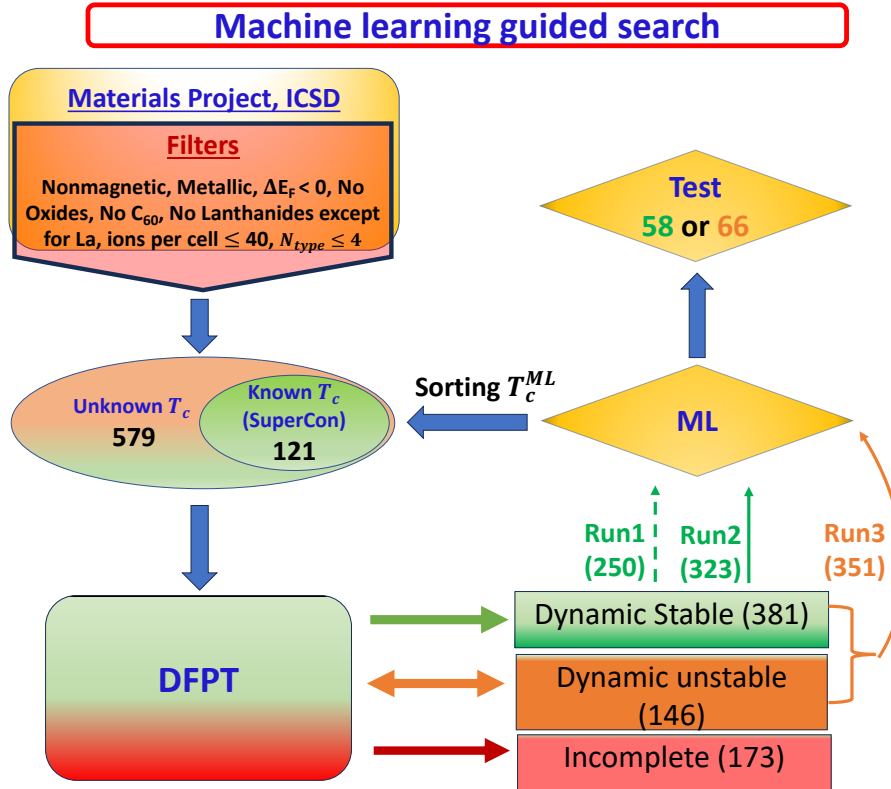 Machine learning guided search
Materials Project, ICSD
Filters
Nonmagnetic, Metallic, ΔE_F < 0, No
Oxides, No C₆₀, No Lanthanides except
for La, ions per cell ≤ 40, N_type ≤ 4
Test
58 or 66
Unknown T_c
579
Known T_c
(SuperCon)
121
Sorting T_c^ML
ML
Run1
(250)
Run2
(323)
Run3
(351)
DFPT
Dynamic Stable (381)
Dynamic unstable
(146)
Incomplete (173)